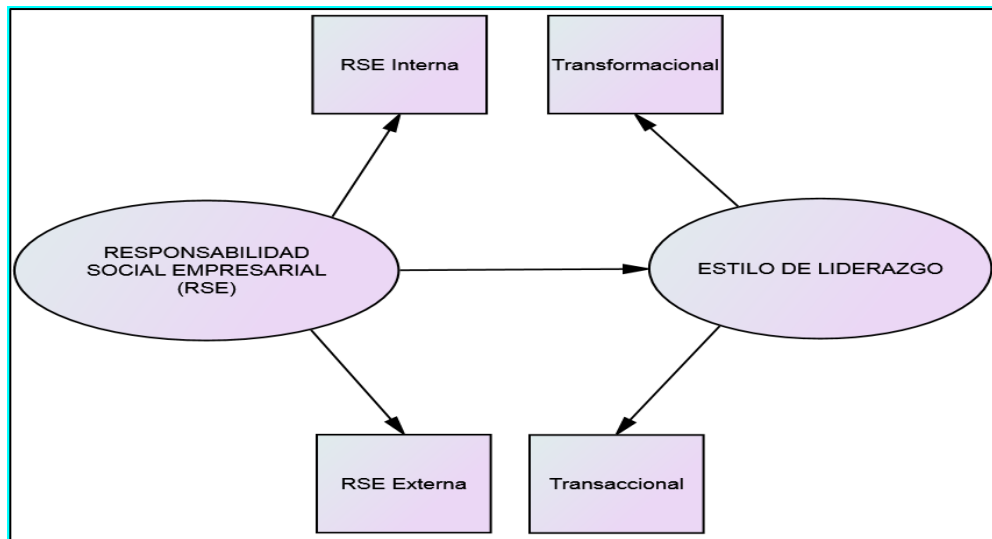 RSE Interna
Transformacional
RESPONSABILIDAD
SOCIAL EMPRESARIAL
(RSE)
ESTILO DE LIDERAZGO
RSE Externa
Transaccional